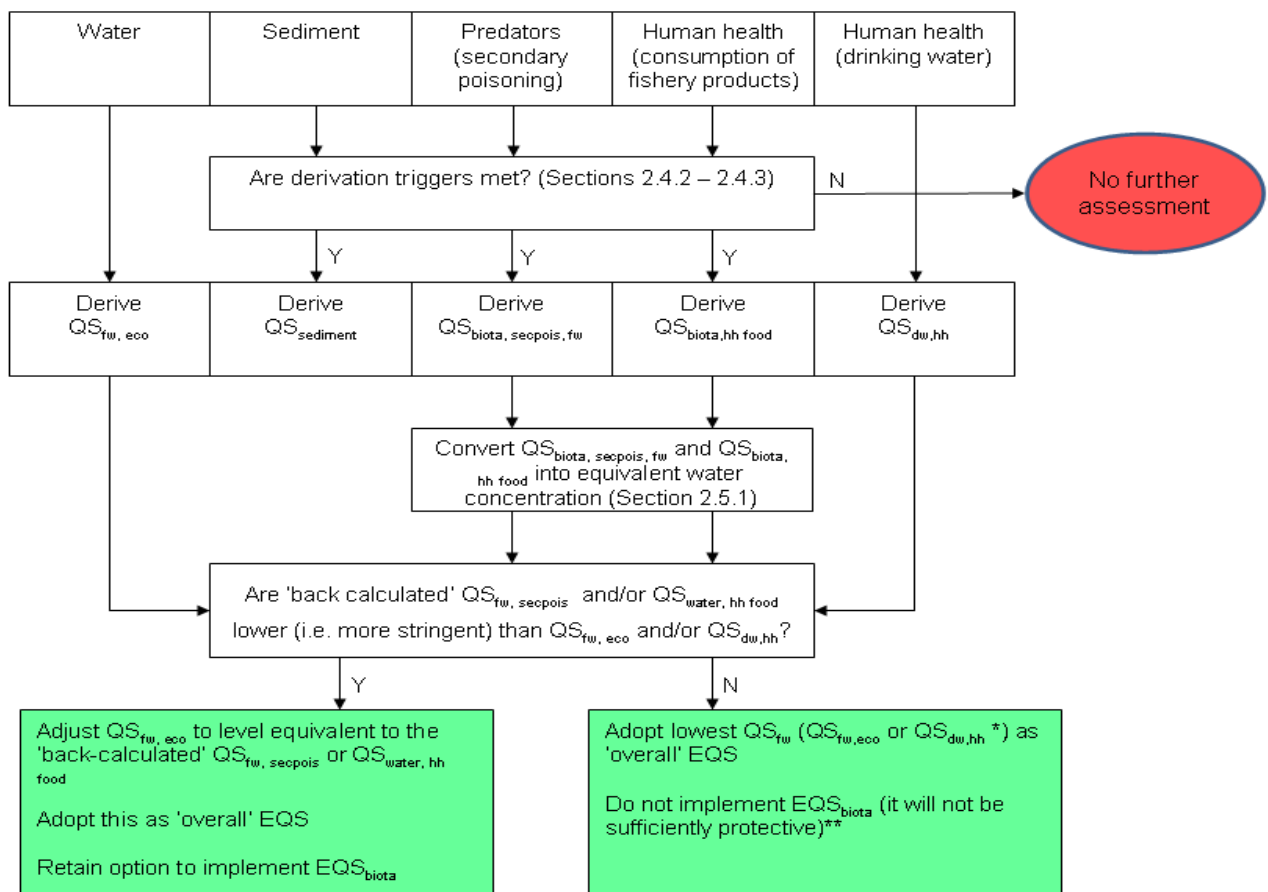 Water
Sediment
Predators
(secondary
poisoning)
Human health
(consumption of
fishery products)
Human health
(drinking water)
Are derivation triggers met? (Sections 2.4.2 – 2.4.3)
N
No further
assessment
Y
Y
Y
Derive
QSfw, eco
Derive
QSsediment
Derive
QSbiota, secpois, fw
Derive
QSbiota,hh food
Derive
QSdw,hh
Convert QSbiota, secpois, fw and QSbiota,
hh food into equivalent water
concentration (Section 2.5.1)
Are 'back calculated' QSfw, secpois and/or QSwater, hh food
lower (i.e. more stringent) than QSfw, eco and/or QSdw,hh?
Y
N
Adjust QSfw, eco to level equivalent to the
'back-calculated' QSfw, secpois or QSwater, hh
food
Adopt this as 'overall' EQS
Retain option to implement EQSbiota
Adopt lowest QSfw (QSfw,eco or QSdw,hh *) as
'overall' EQS
Do not implement EQSbiota (it will not be
sufficiently protective)**